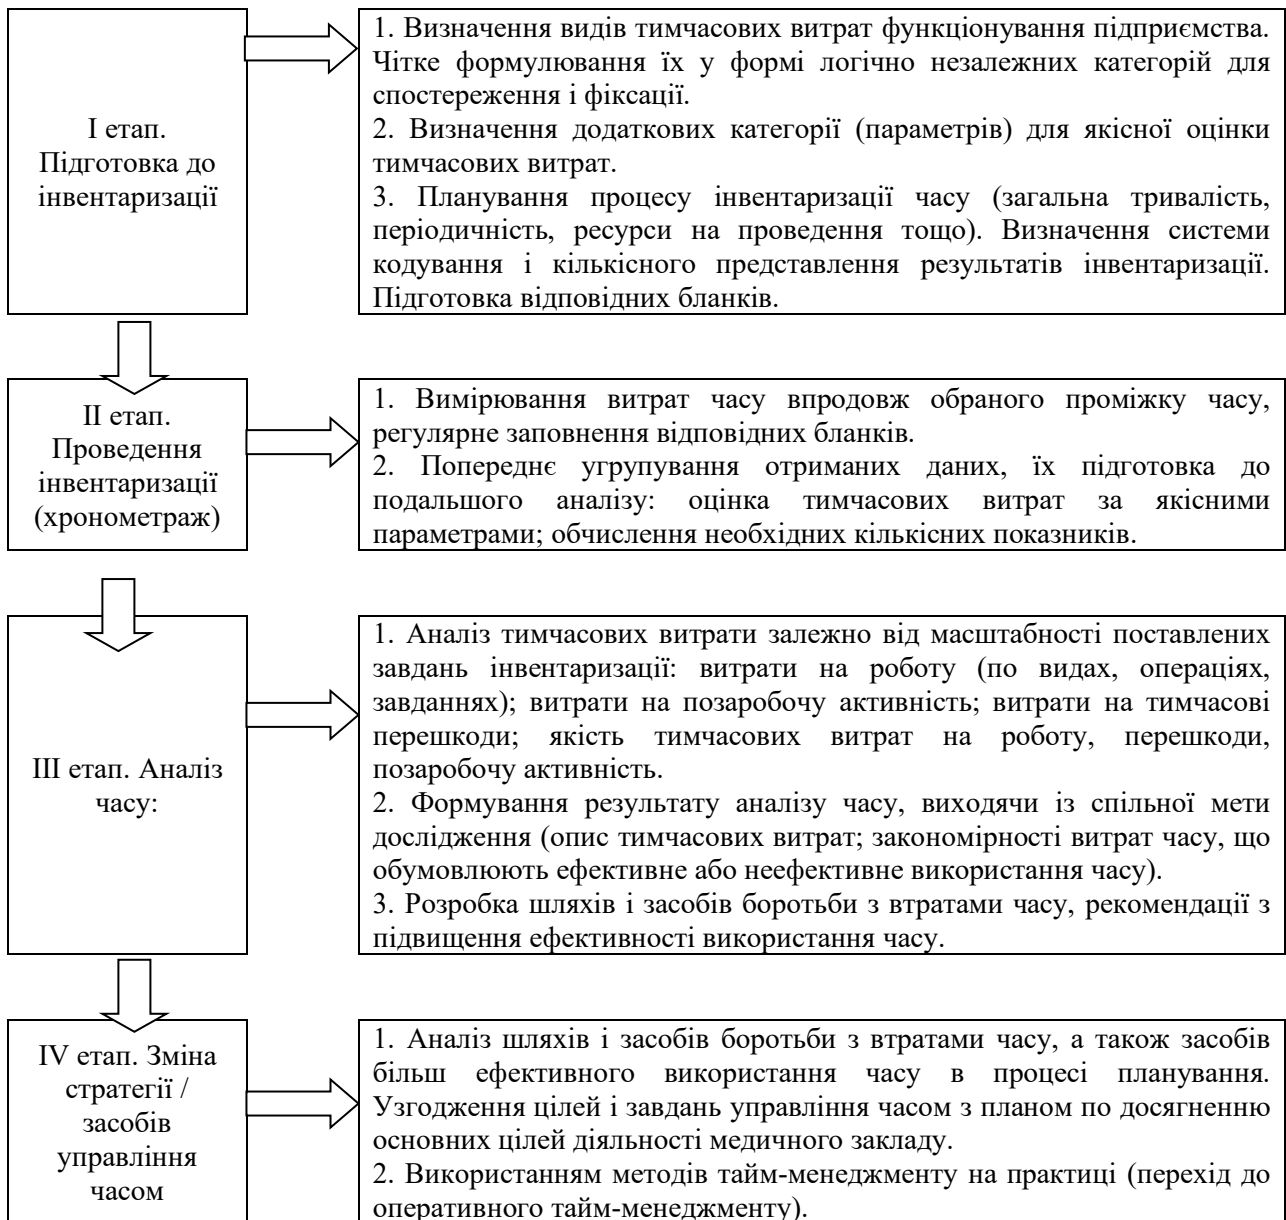 І етап.
Підготовка до
інвентаризації
1. Визначення видів тимчасових витрат функціонування підприємства.
Чітке формулювання їх у формі логічно незалежних категорій для
спостереження і фіксації.
2. Визначення додаткових категорії (параметрів) для якісної оцінки
тимчасових витрат.
3. Планування процесу інвентаризації часу (загальна тривалість,
періодичність, ресурси на проведення тощо). Визначення системи
кодування і кількісного представлення результатів інвентаризації.
Підготовка відповідних бланків.
ІІ етап.
Проведення
інвентаризації
(хронометраж)
1. Вимірювання витрат часу впродовж обраного проміжку часу,
регулярне заповнення відповідних бланків.
2. Попереднє угрупування отриманих даних, їх підготовка до
подальшого аналізу: оцінка тимчасових витрат за якісними
параметрами; обчислення необхідних кількісних показників.
ІІІ етап. Аналіз
часу:
1. Аналіз тимчасових витрати залежно від масштабності поставлених
завдань інвентаризації: витрати на роботу (по видах, операціях,
завданнях); витрати на позаробочу активність; витрати на тимчасові
перешкоди; якість тимчасових витрат на роботу, перешкоди,
позаробочу активність.
2. Формування результату аналізу часу, виходячи із спільної мети
дослідження (опис тимчасових витрат; закономірності витрат часу, що
обумовлюють ефективне або неефективне використання часу).
3. Розробка шляхів і засобів боротьби з втратами часу, рекомендації з
підвищення ефективності використання часу.
IV етап. Зміна
стратегії /
засобів
управління
часом
1. Аналіз шляхів і засобів боротьби з втратами часу, а також засобів
більш ефективного використання часу в процесі планування.
Узгодження цілей і завдань управління часом з планом по досягненню
основних цілей діяльності медичного закладу.
2. Використанням методів тайм-менеджменту на практиці (перехід до
оперативного тайм-менеджменту).